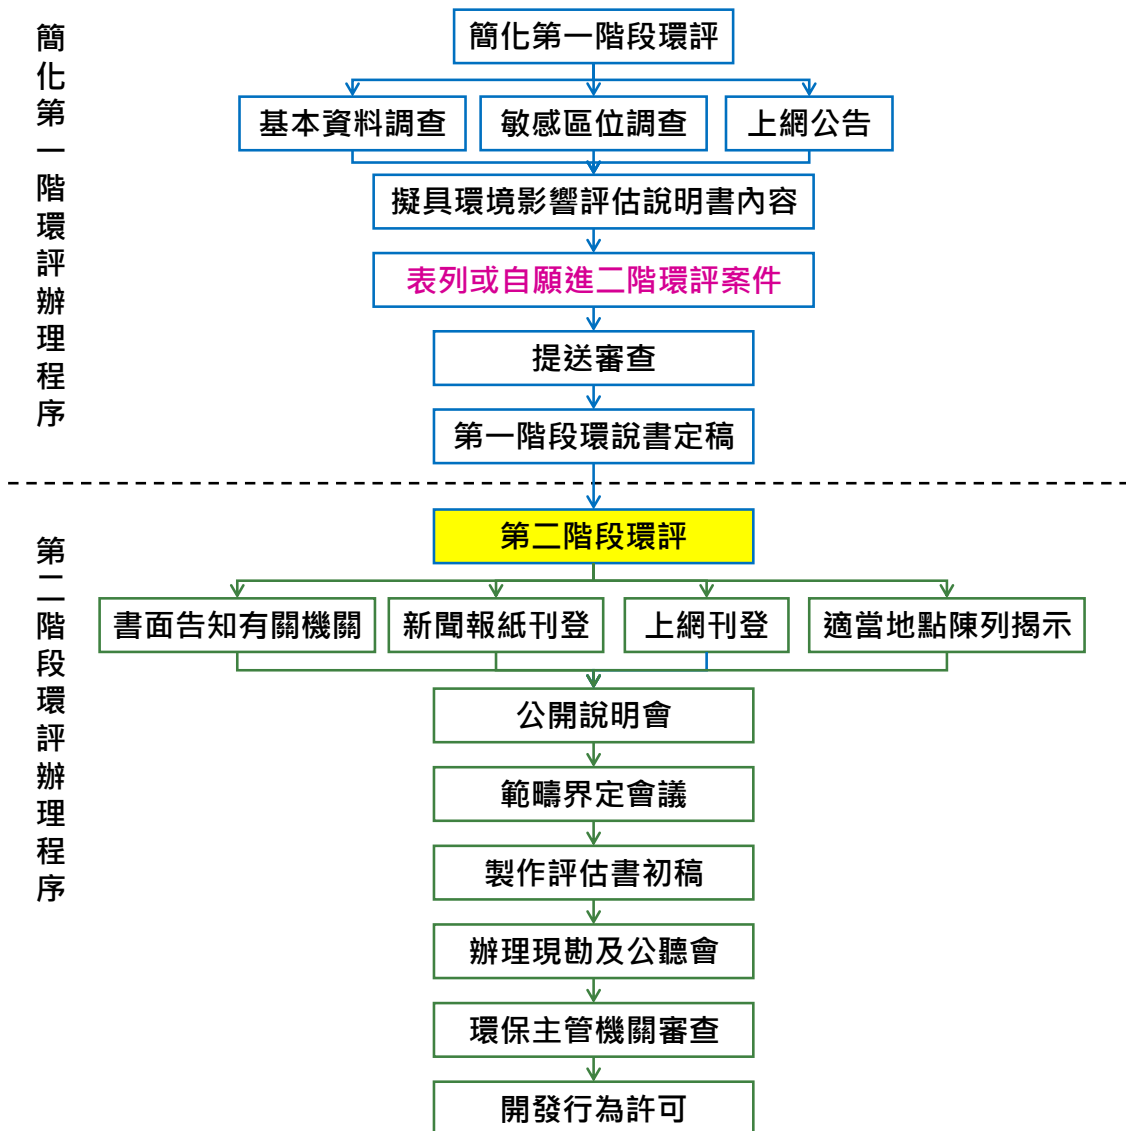 簡化第一階環評辦理程序
簡化第一階段環評
基本資料調查
敏感區位調查
上網公告
擬具環境影響評估說明書內容
表列或自願進二階環評案件
提送審查
第一階段環說書定稿
第二階段環評辦理程序
第二階段環評
書面告知有關機關
新聞報紙刊登
上網刊登
適當地點陳列揭示
公開說明會
範疇界定會議
製作評估書初稿
辦理現勘及公聽會
環保主管機關審查
開發行為許可